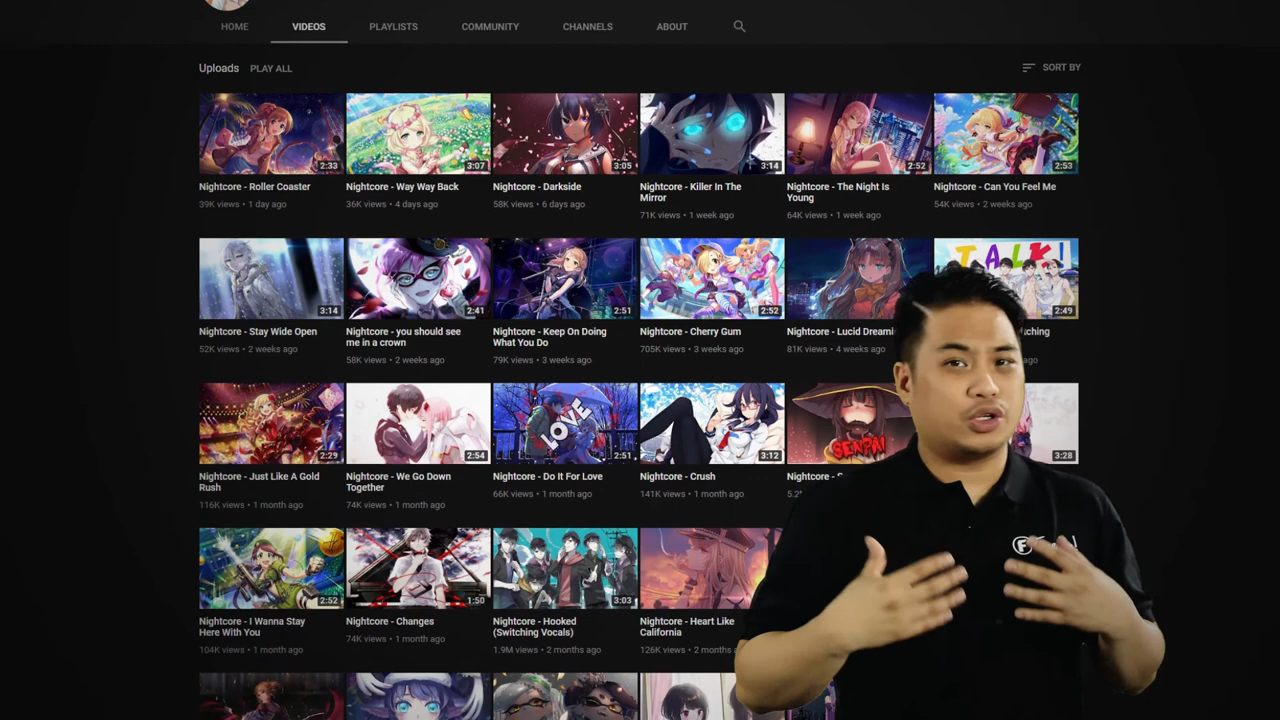 HOME VIDEOS PLAYLISTS COMMUNITY CHANNELS ABOUT
Uploads PLAY ALL SORT BY
2:33 3:07 3:05 3:14 2:52 2:53
Nightcore - Roller Coaster
39K views • 1 day ago
Nightcore - Way Way Back
36K views • 4 days ago
Nightcore - Darkside
58K views • 6 days ago
Nightcore - Killer In The
Mirror
71K views • 1 week ago
Nightcore - The Night Is
Young
64K views • 1 week ago
Nightcore - Can You Feel Me
54K views • 2 weeks ago
TALK!
3:14 2:41 2:51 2:52 2:49
Nightcore - Stay Wide Open
52K views • 2 weeks ago
Nightcore - you should see
me in a crown
58K views • 2 weeks ago
Nightcore - Keep On Doing
What You Do
79K views • 3 weeks ago
Nightcore - Cherry Gum
705K views • 3 weeks ago
Nightcore - Lucid Dreami
81K views • 4 weeks ago
ching
ago
LOVE
SENPAI
2:29 2:54 2:51 3:12 3:28
Nightcore - Just Like A Gold
Rush
116K views • 1 month ago
Nightcore - We Go Down
Together
74K views • 1 month ago
Nightcore - Do It For Love
66K views • 1 month ago
Nightcore - Crush
141K views • 1 month ago
Nightcore - S
5.2
2:52 1:50 3:03
Nightcore - I Wanna Stay
Here With You
104K views • 1 month ago
Nightcore - Changes
74K views • 1 month ago
Nightcore - Hooked
(Switching Vocals)
1.9M views • 2 months ago
Nightcore - Heart Like
California
126K views • 2 months